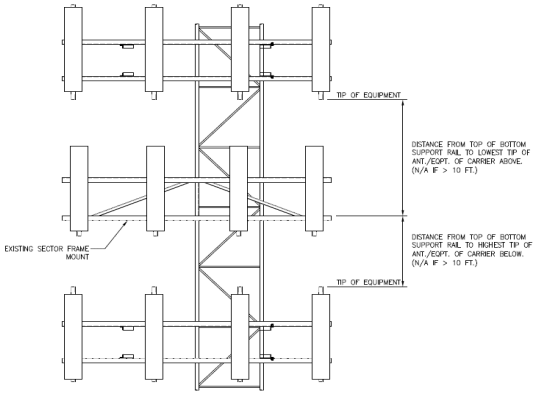 TIP OF EQUIPMENT
DISTANCE FROM TOP OF BOTTOM
SUPPORT RAIL TO LOWEST TIP OF
ANT./EQPT. OF CARRIER ABOVE.
(N/A IF > 10 FT.)
EXISTING SECTOR FRAME
MOUNT
DISTANCE FROM TOP OF BOTTOM
SUPPORT RAIL TO HIGHEST TIP OF
ANT./EQPT. OF CARRIER BELOW.
(N/A IF > 10 FT.)
TIP OF EQUIPMENT